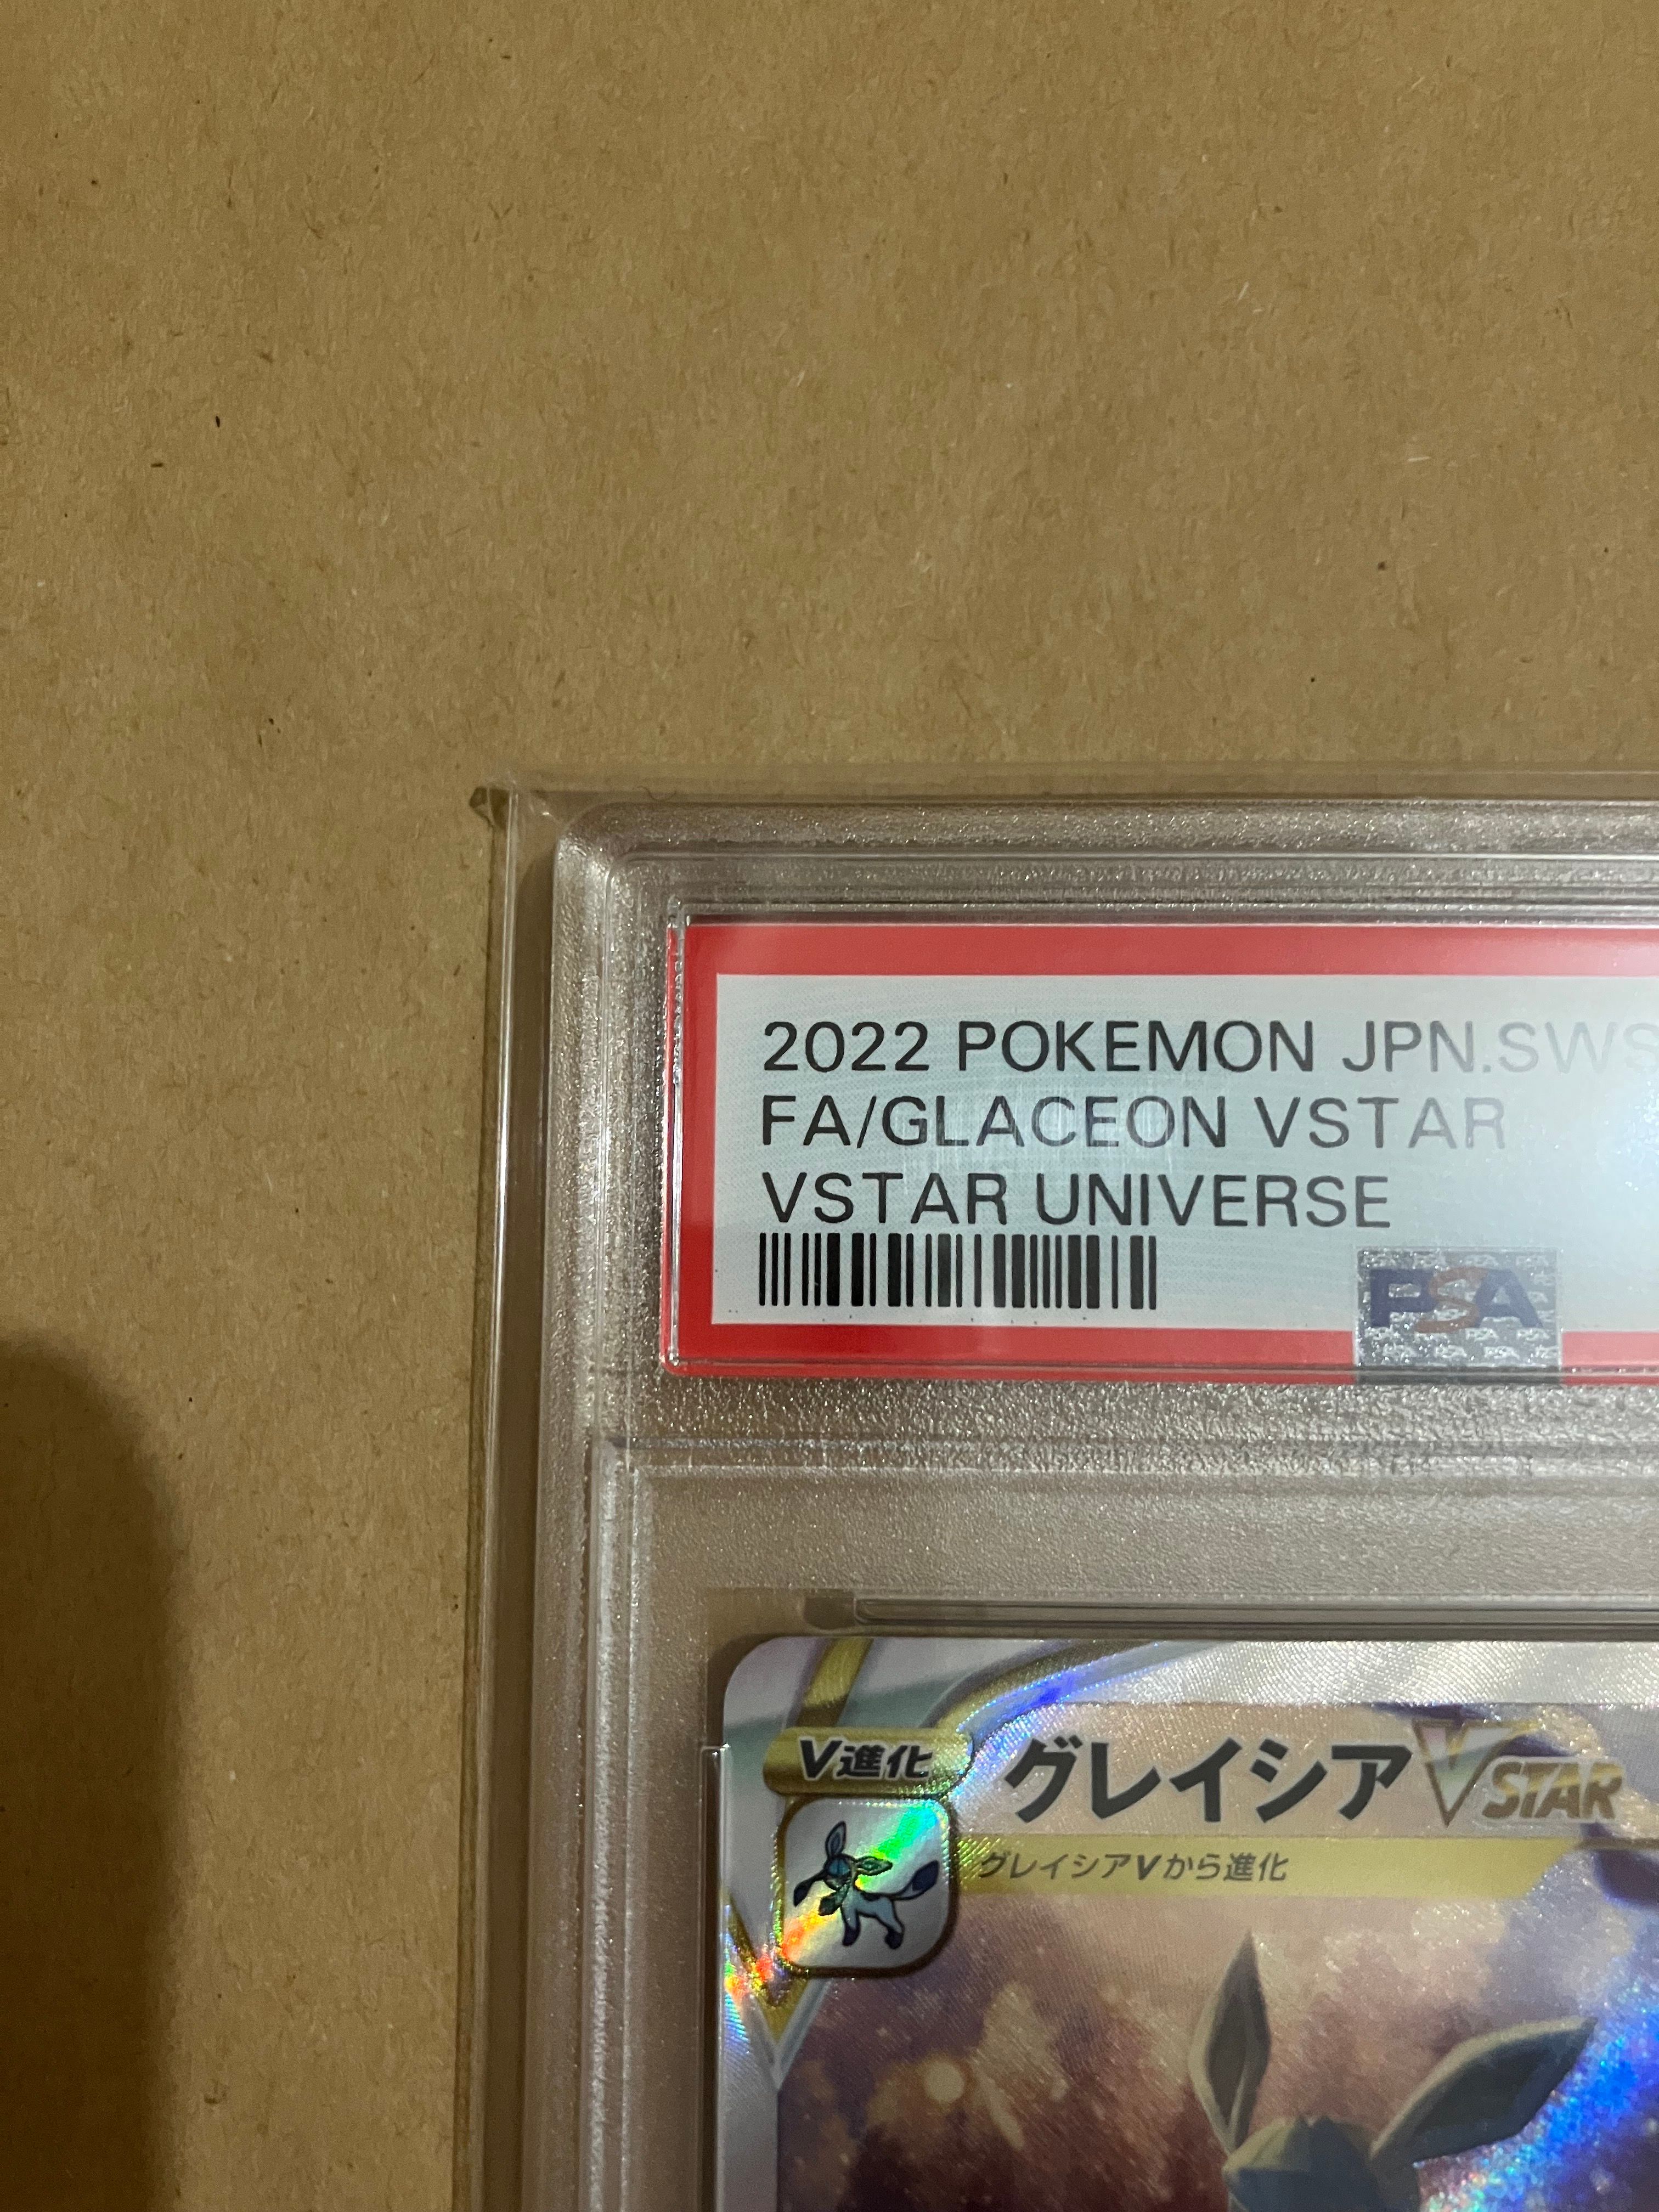 2022 POKEMON JPN.SWS
FA/GLACEON VSTAR
VSTAR UNIVERSE
PSA
V進化
グレイシアVSTAR
グレイシアVから進化